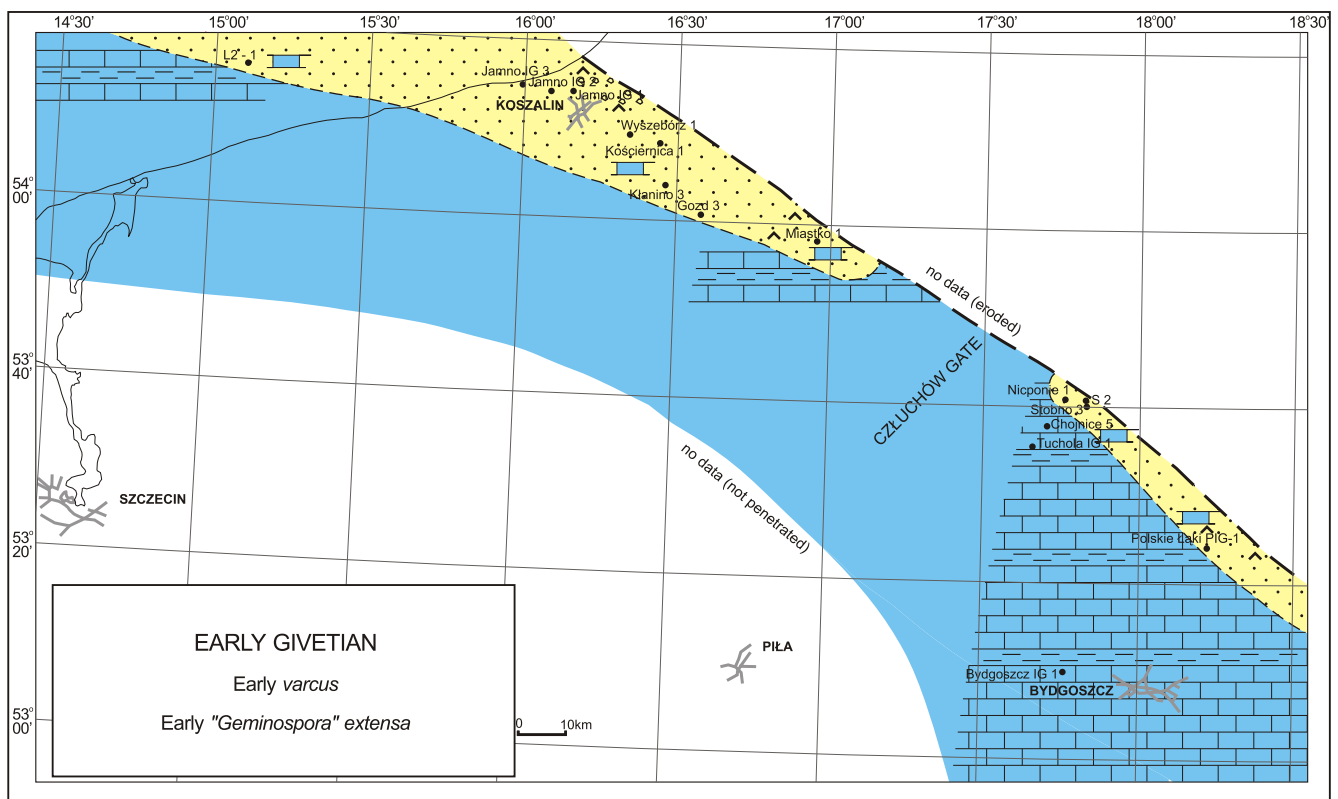 14°30'
15°00'
15°30'
16°00'
16°30'
17°00'
17°30'
18°00'
18°30'
L2 - 1
Jamno IG 3
Jamno IG 2
Jamno IG 1
KOSZALIN
Wyszebórz 1
Kościernica 1
54°
00'
Kłanino 3
Gozd 3
Miastko 1
no data (eroded)
53°
40'
CZŁUCHÓW GATE
Nicponie 1
S 2
Stobno 3
Chojnice 5
Tuchola IG 1
no data (not penetrated)
SZCZECIN
53°
20'
Polskie Łąki PIG-1
EARLY GIVETIAN
Early varcus
Early "Geminospora" extensa
PIŁA
Bydgoszcz IG 1
BYDGOSZCZ
53°
00'
0 10km